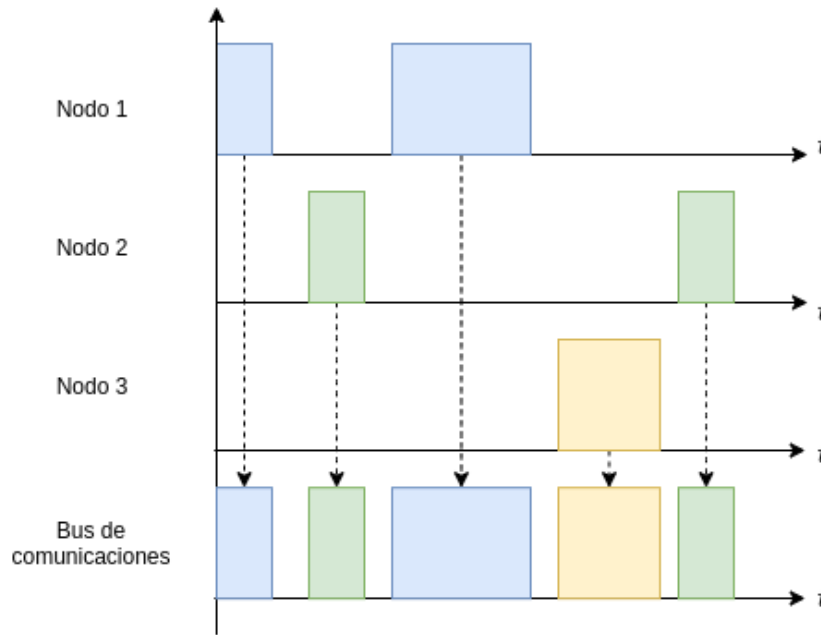 Nodo 1
t
Nodo 2
t
Nodo 3
t
Bus de
comunicaciones
t